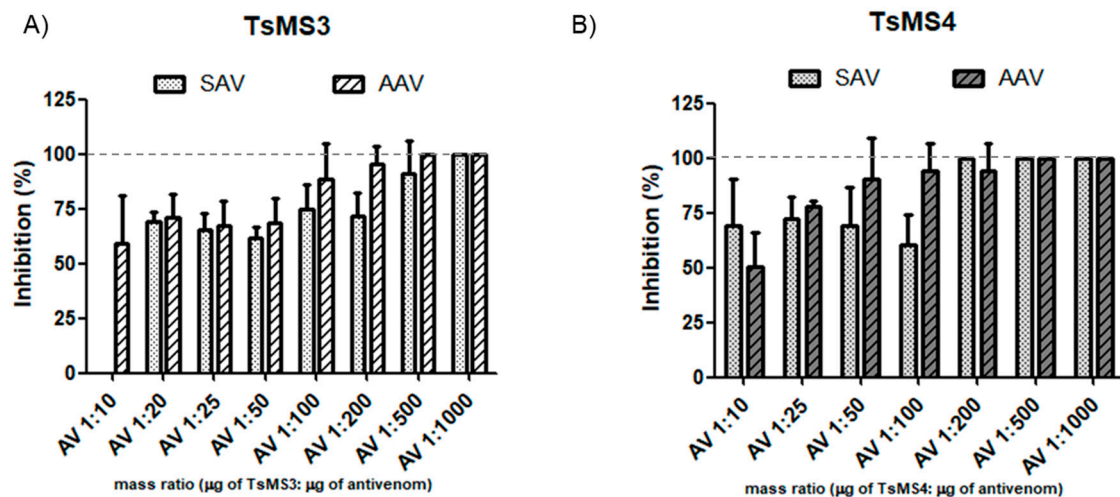 A)
TsMS3
SAV
AAV
125
100
75
50
25
0
Inhibition (%)
AV 1:10
AV 1:20
AV 1:25
AV 1:50
AV 1:100
AV 1:200
AV 1:500
AV 1:1000
mass ratio (µg of TsMS3: µg of antivenom)
B)
TsMS4
SAV
AAV
125
100
75
50
25
0
Inhibition (%)
AV 1:10
AV 1:25
AV 1:50
AV 1:100
AV 1:200
AV 1:500
AV 1:1000
mass ratio (µg of TsMS4: µg of antivenom)